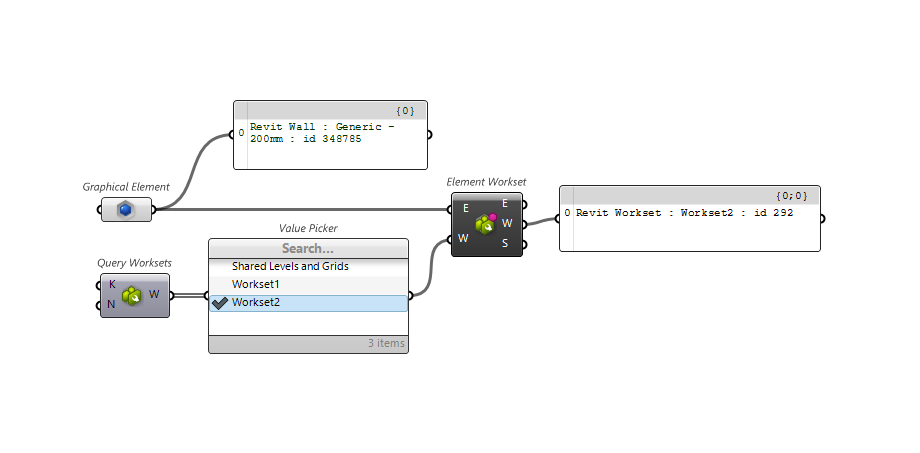 {0}
0
Revit Wall : Generic -
200mm : id 348785
Graphical Element
Element Workset
E
W
E
W
S
{0;0}
0
Revit Workset : Workset2 : id 292
Value Picker
Search...
Shared Levels and Grids
Workset1
Workset2
3 items
Query Worksets
K
N
W